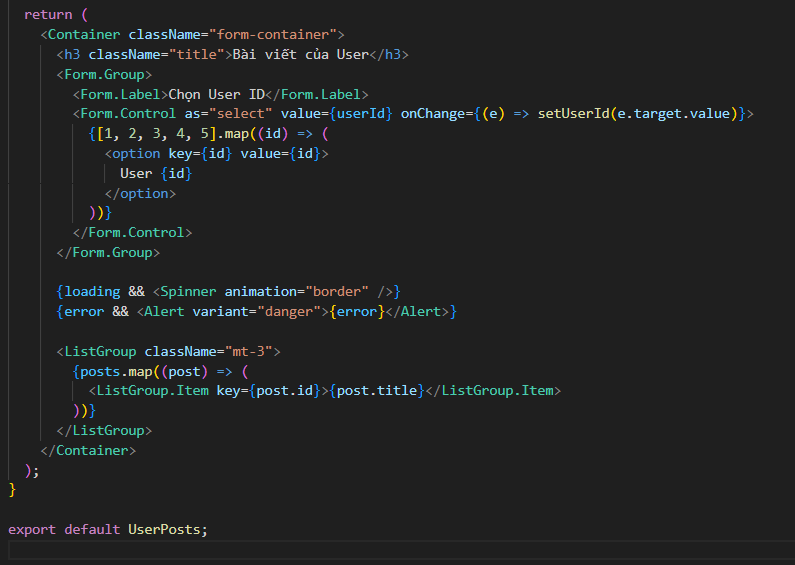 return (
<Container className="form-container">
<h3 className="title">Bài viết của User</h3>
<Form.Group>
<Form.Label>Chọn User ID</Form.Label>
<Form.Control as="select" value={userId} onChange={(e) => setUserId(e.target.value)}>
{[1, 2, 3, 4, 5].map((id) => (
<option key={id} value={id}>
User {id}
</option>
))}
</Form.Control>
</Form.Group>
{loading && <Spinner animation="border" />}
{error && <Alert variant="danger">{error}</Alert>}
<ListGroup className="mt-3">
{posts.map((post) => (
<ListGroup.Item key={post.id}>{post.title}</ListGroup.Item>
))}
</ListGroup>
</Container>
);
}
export default UserPosts;